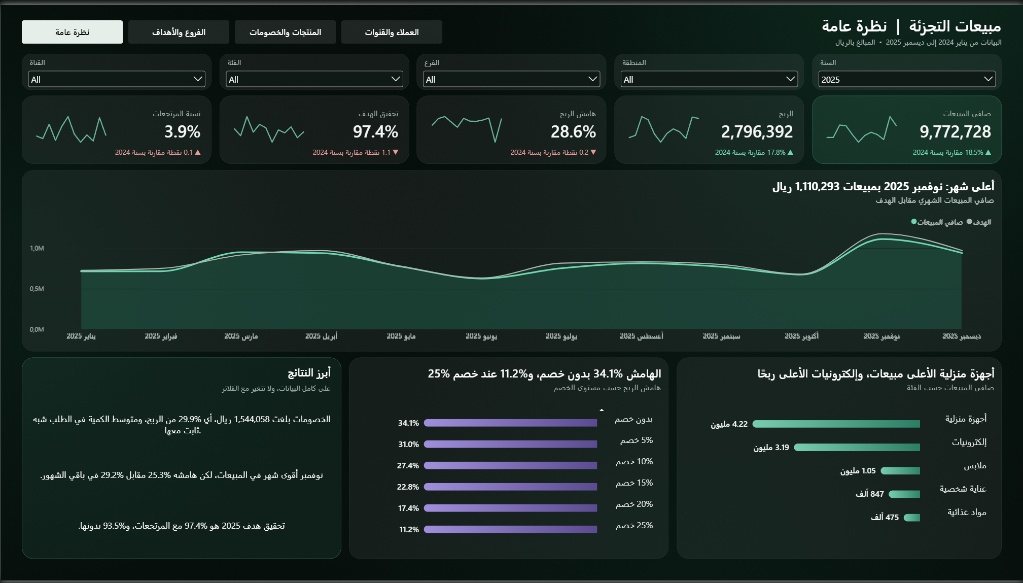 مبيعات التجزئة | نظرة عامة
البيانات من يناير 2024 إلى ديسمبر 2025 • المبالغ بالريال
نظرة عامة
الفروع والأهداف
المنتجات والخصومات
العملاء والقنوات
السنة
2025
المنطقة
All
الفرع
All
الفئة
All
القناة
All
صافي المبيعات
9,772,728
▲ 18.5% مقارنة بسنة 2024
الربح
2,796,392
▲ 17.8% مقارنة بسنة 2024
هامش الربح
28.6%
▼ 0.2 نقطة مقارنة بسنة 2024
تحقيق الهدف
97.4%
▼ 1.1 نقطة مقارنة بسنة 2024
نسبة المرتجعات
3.9%
▲ 0.1 نقطة مقارنة بسنة 2024
أعلى شهر: نوفمبر 2025 بمبيعات 1,110,293 ريال
صافي المبيعات الشهري مقابل الهدف
الهدف
صافي المبيعات
1,0M
0,5M
0,0M
يناير 2025
فبراير 2025
مارس 2025
أبريل 2025
مايو 2025
يونيو 2025
يوليو 2025
أغسطس 2025
سبتمبر 2025
أكتوبر 2025
نوفمبر 2025
ديسمبر 2025
أجهزة منزلية الأعلى مبيعات، وإلكترونيات الأعلى ربحًا
صافي المبيعات حسب الفئة
أجهزة منزلية 4.22 مليون
إلكترونيات 3.19 مليون
ملابس 1.05 مليون
عناية شخصية 847 ألف
مواد غذائية 475 ألف
الهامش 34.1% بدون خصم، و11.2% عند خصم 25%
هامش الربح حسب مستوى الخصم
بدون خصم 34.1%
5% خصم 31.0%
10% خصم 27.4%
15% خصم 22.8%
20% خصم 17.4%
25% خصم 11.2%
أبرز النتائج
على كامل البيانات، ولا تتغير مع الفلاتر
الخصومات بلغت 1,544,058 ريال، أي 29.9% من الربح، ومتوسط الكمية في الطلب شبه
ثابت معها.
نوفمبر أقوى شهر في المبيعات، لكن هامشه 25.3% مقابل 29.2% في باقي الشهور.
تحقيق هدف 2025 هو 97.4% مع المرتجعات، و93.5% بدونها.